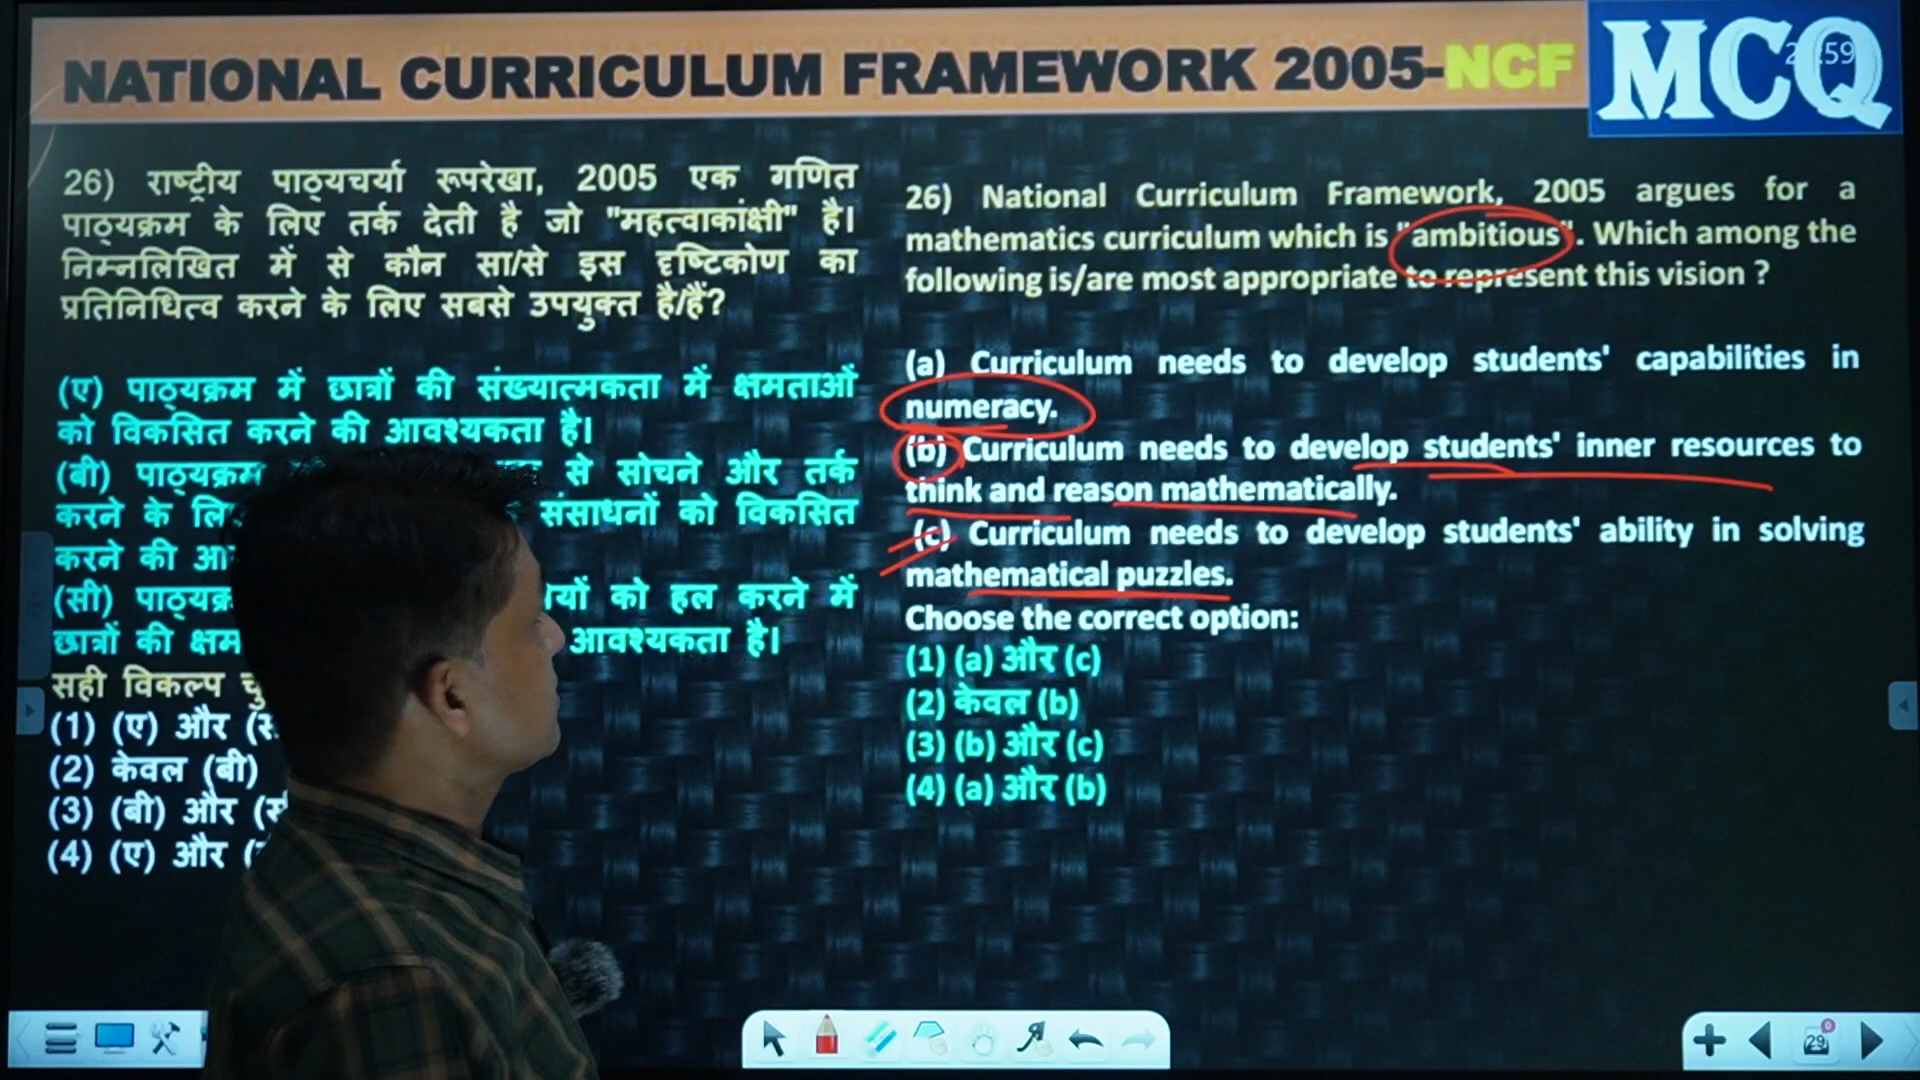 NATIONAL CURRICULUM FRAMEWORK 2005-NCF
MCQ
26) राष्ट्रीय पाठ्यचर्या रूपरेखा, 2005 एक गणित
पाठ्यक्रम के लिए तर्क देती है जो "महत्वाकांक्षी" है।
निम्नलिखित में से कौन सा/से इस दृष्टिकोण का
प्रतिनिधित्व करने के लिए सबसे उपयुक्त है/हैं?
(ए) पाठ्यक्रम में छात्रों की संख्यात्मकता में क्षमताओं
को विकसित करने की आवश्यकता है।
(बी) पाठ्यक्रम से सोचने और तर्क
करने के संसाधनों को विकसित
करने की
(सी) को हल करने में
छात्रों की आवश्यकता है।
सही विकल्प
(1) (ए) और
(2) केवल (बी)
(3) (बी) और
(4) (ए) और
26) National Curriculum Framework, 2005 argues for a
mathematics curriculum which is "ambitious". Which among the
following is/are most appropriate to represent this vision ?
(a) Curriculum needs to develop students' capabilities in
numeracy.
(b) Curriculum needs to develop students' inner resources to
think and reason mathematically.
(c) Curriculum needs to develop students' ability in solving
mathematical puzzles.
Choose the correct option:
(1) (a) और (c)
(2) केवल (b)
(3) (b) और (c)
(4) (a) और (b)
29
0